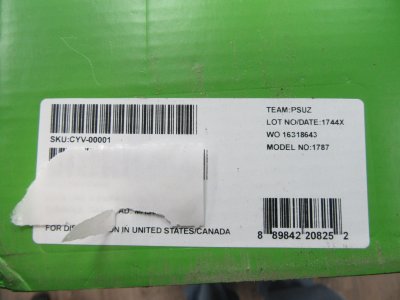 SKU:CYV-00001
TEAM:PSUZ
LOT NO/DATE:1744X
WO 16318643
MODEL NO:1787
FOR DIS ON IN UNITED STATES/CANADA
8 89842 20825 2